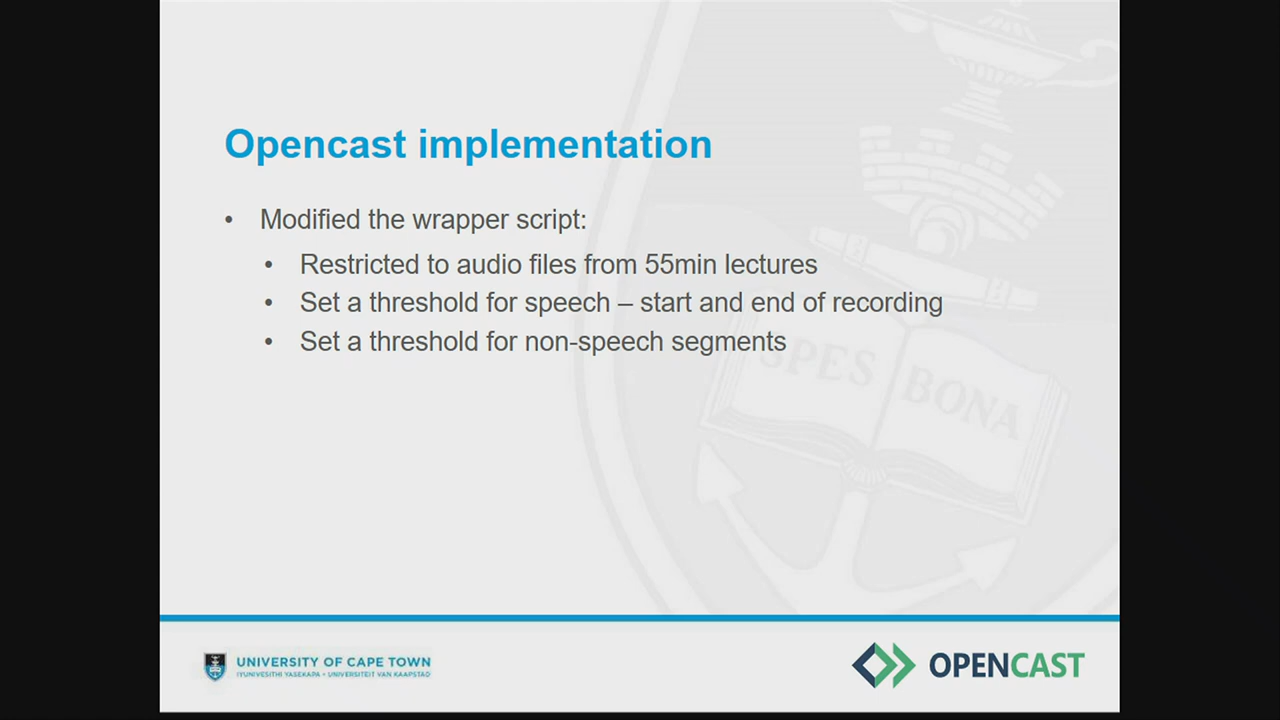 Opencast implementation
• Modified the wrapper script:
• Restricted to audio files from 55min lectures
• Set a threshold for speech – start and end of recording
• Set a threshold for non-speech segments
SPES BONA
UNIVERSITY OF CAPE TOWN
IYUNIVESITHI YASEKAPA • UNIVERSITEIT VAN KAAPSTAD
OPENCAST